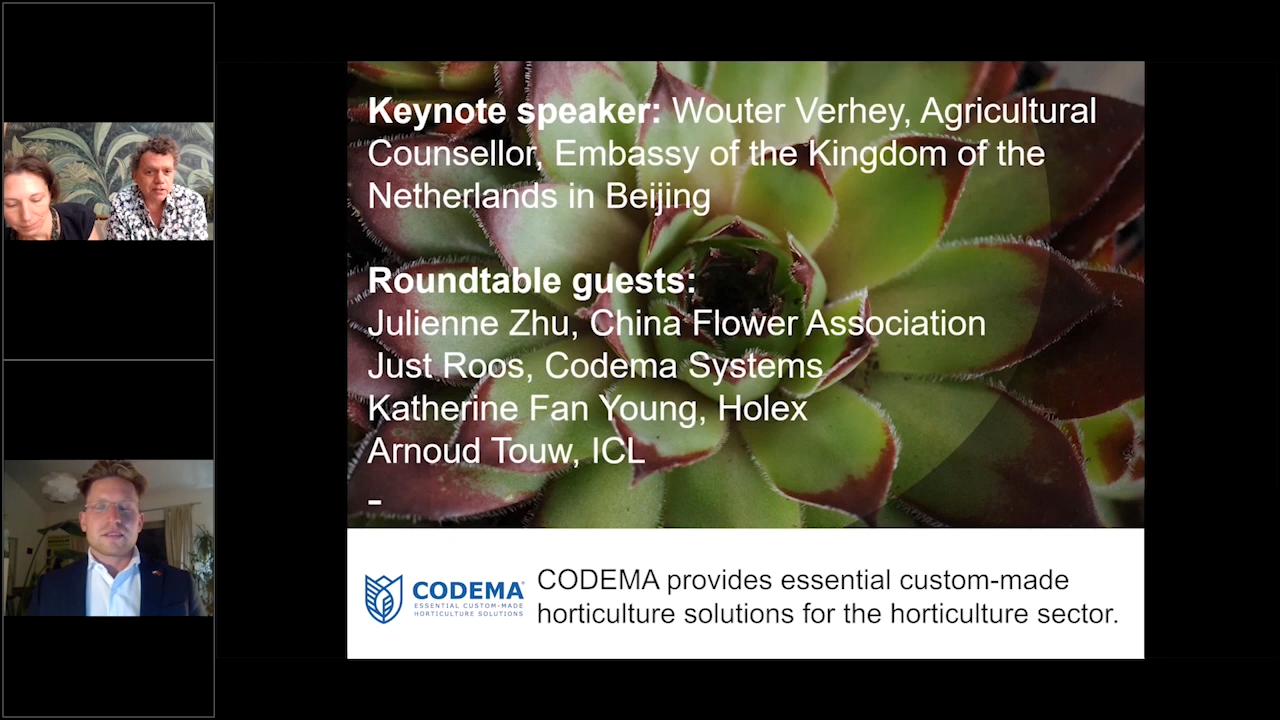 Keynote speaker: Wouter Verhey, Agricultural
Counsellor, Embassy of the Kingdom of the
Netherlands in Beijing
Roundtable guests:
Julienne Zhu, China Flower Association
Just Roos, Codema Systems
Katherine Fan Young, Holex
Arnoud Touw, ICL
-
CODEMA
ESSENTIAL CUSTOM-MADE
HORTICULTURE SOLUTIONS
CODEMA provides essential custom-made
horticulture solutions for the horticulture sector.